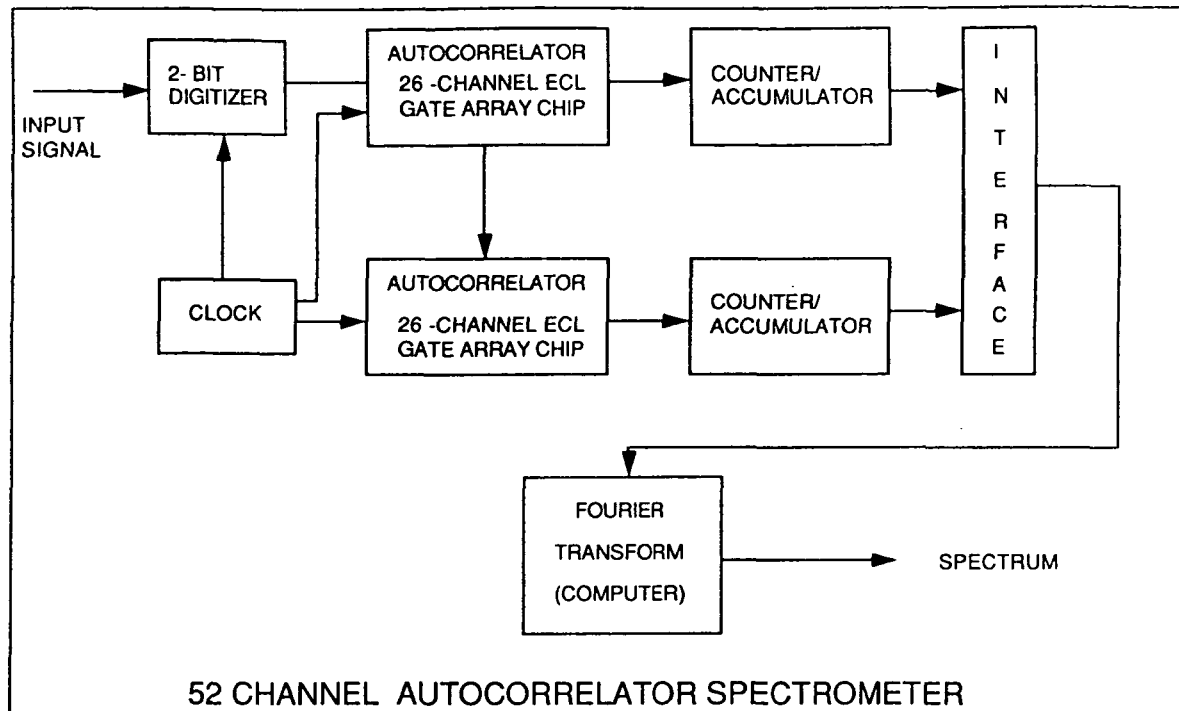 2- BIT
DIGITIZER
AUTOCORRELATOR
26 -CHANNEL ECL
GATE ARRAY CHIP
COUNTER/
ACCUMULATOR
INTERFACE
INPUT
SIGNAL
CLOCK
AUTOCORRELATOR
26 -CHANNEL ECL
GATE ARRAY CHIP
COUNTER/
ACCUMULATOR
FOURIER
TRANSFORM
(COMPUTER)
SPECTRUM
52 CHANNEL AUTOCORRELATOR SPECTROMETER